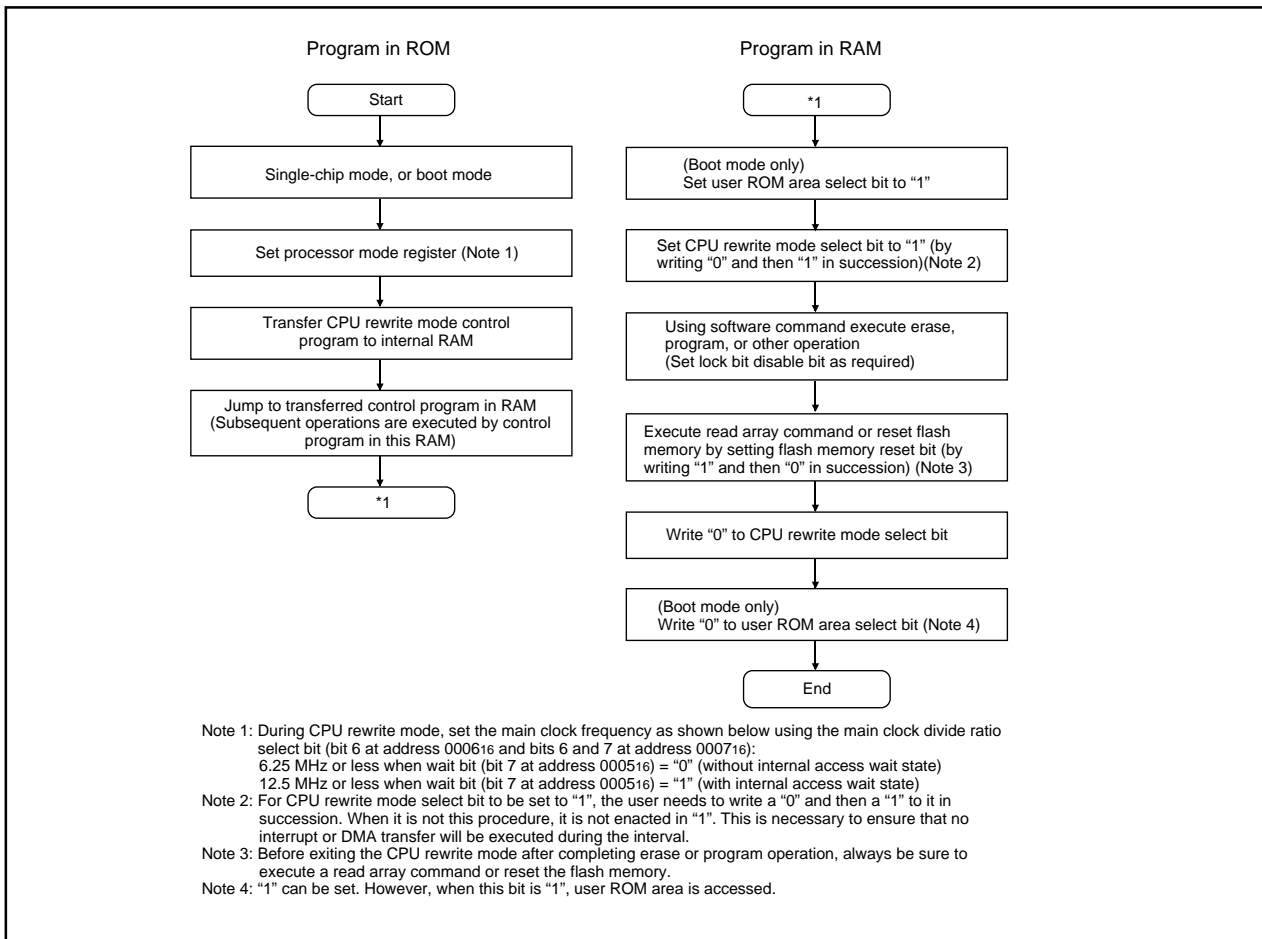 Program in ROM
Start
Single-chip mode, or boot mode
Set processor mode register (Note 1)
Transfer CPU rewrite mode control
program to internal RAM
Jump to transferred control program in RAM
(Subsequent operations are executed by control
program in this RAM)
*1
Program in RAM
*1
(Boot mode only)
Set user ROM area select bit to “1”
Set CPU rewrite mode select bit to “1” (by
writing “0” and then “1” in succession)(Note 2)
Using software command execute erase,
program, or other operation
(Set lock bit disable bit as required)
Execute read array command or reset flash
memory by setting flash memory reset bit (by
writing “1” and then “0” in succession) (Note 3)
Write “0” to CPU rewrite mode select bit
(Boot mode only)
Write “0” to user ROM area select bit (Note 4)
End
Note 1: During CPU rewrite mode, set the main clock frequency as shown below using the main clock divide ratio
select bit (bit 6 at address 000616 and bits 6 and 7 at address 000716):
6.25 MHz or less when wait bit (bit 7 at address 000516) = “0” (without internal access wait state)
12.5 MHz or less when wait bit (bit 7 at address 000516) = “1” (with internal access wait state)
Note 2: For CPU rewrite mode select bit to be set to “1”, the user needs to write a “0” and then a “1” to it in
succession. When it is not this procedure, it is not enacted in “1”. This is necessary to ensure that no
interrupt or DMA transfer will be executed during the interval.
Note 3: Before exiting the CPU rewrite mode after completing erase or program operation, always be sure to
execute a read array command or reset the flash memory.
Note 4: “1” can be set. However, when this bit is “1”, user ROM area is accessed.